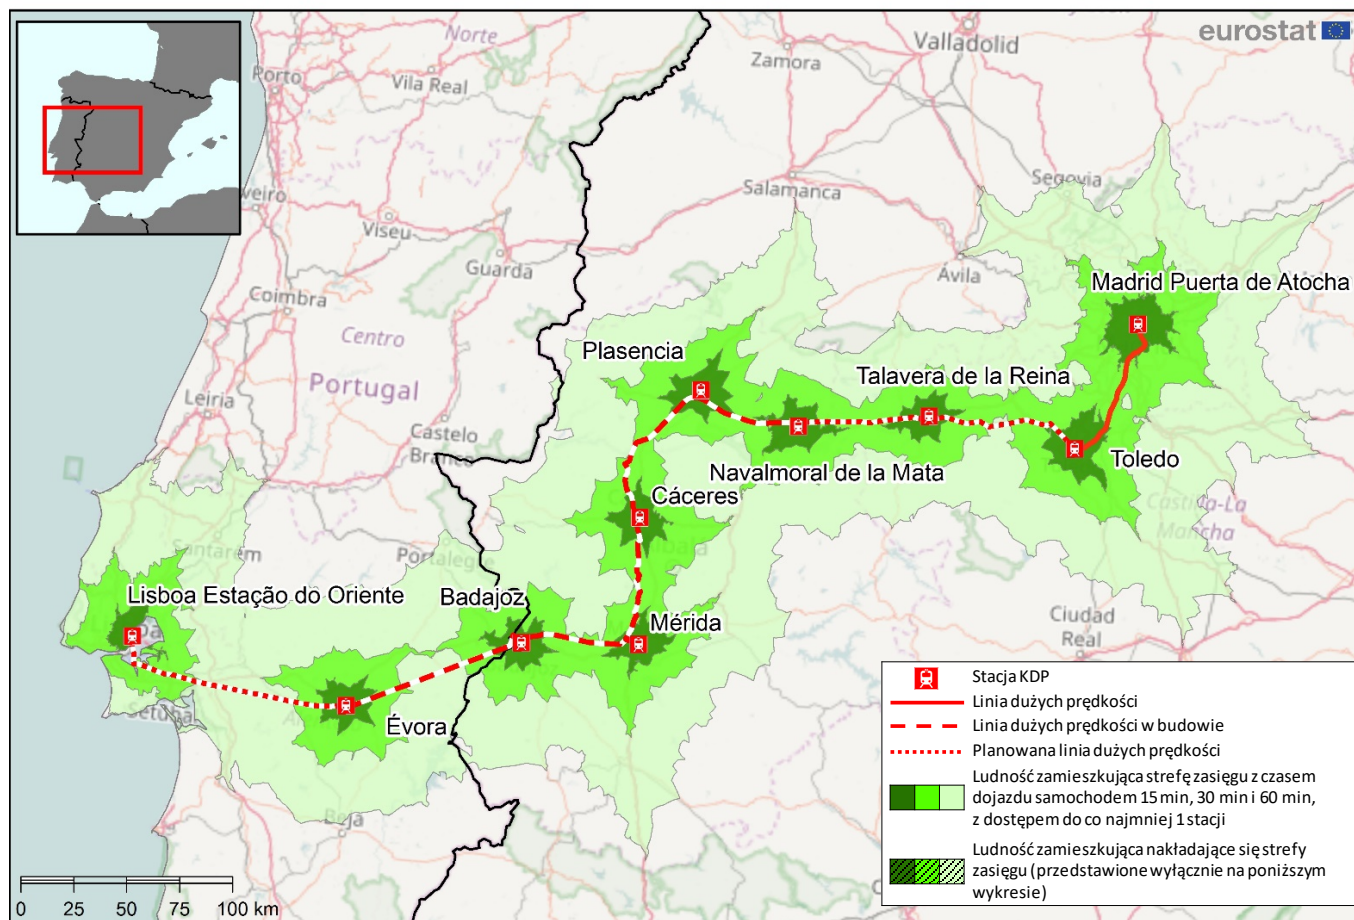 eurostat
Norte
Valladolid
Porto
Vila Real
Zamora
Salamanca
Segovia
veiro
Viseu
Guarda
Ávila
Coimbra
Centro
Madrid Puerta de Atocha
Plasencia
Talavera de la Reina
Portugal
Leiria
Castelo
Branco
Navalmoral de la Mata
Toledo
Cáceres
Castilla-La
Mancha
Santarém
Portalegre
Lisboa Estação do Oriente
Badajoz
Mérida
Ciudad
Real
Setúbal
Évora
Beja
Stacja KDP
Linia dużych prędkości
Linia dużych prędkości w budowie
Planowana linia dużych prędkości
Ludność zamieszkująca strefę zasięgu z czasem
dojazdu samochodem 15 min, 30 min i 60 min,
z dostępem do co najmniej 1 stacji
Ludność zamieszkująca nakładające się strefy
zasięgu (przedstawione wyłącznie na poniższym
wykresie)
0 25 50 75 100 km